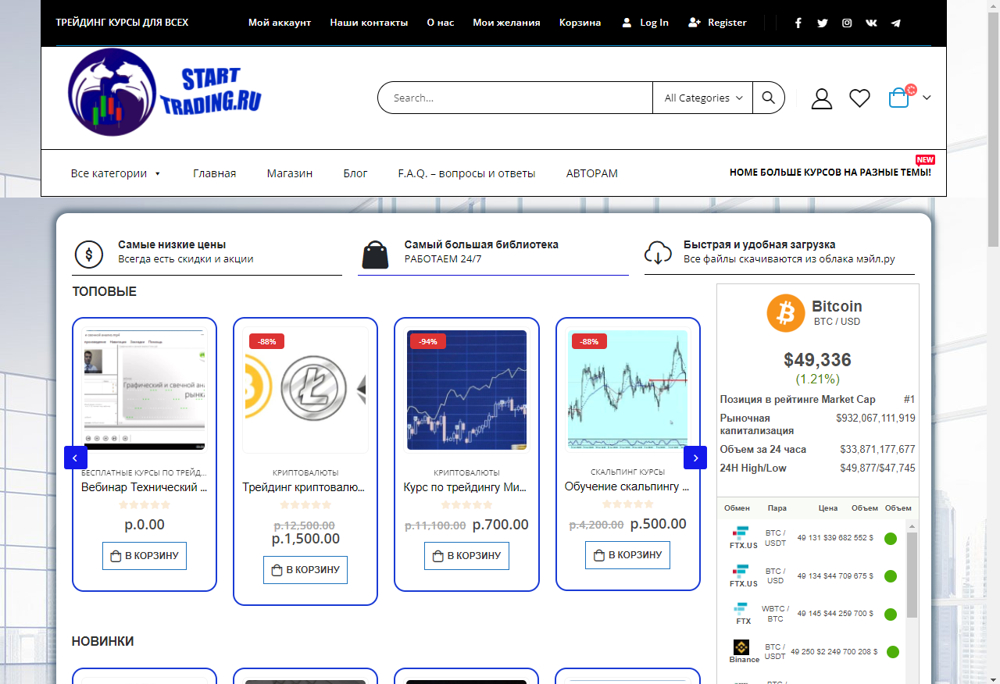 ТРЕЙДИНГ КУРСЫ ДЛЯ ВСЕХ
Мой аккаунт
Наши контакты
О нас
Мои желания
Корзина
Log In
Register
START
TRADING.RU
Search...
All Categories
Все категории
Главная
Магазин
Блог
F.A.Q. – вопросы и ответы
АВТОРАМ
NEW
HOME БОЛЬШЕ КУРСОВ НА РАЗНЫЕ ТЕМЫ!
Самые низкие цены
Всегда есть скидки и акции
Самый большая библиотека
РАБОТАЕМ 24/7
Быстрая и удобная загрузка
Все файлы скачиваются из облака мэйл.ру
ТОПОВЫЕ
Графический и свечной ана
рынка
БЕСПЛАТНЫЕ КУРСЫ ПО ТРЕЙД...
Вебинар Технический ...
р.0.00
В КОРЗИНУ
-88%
КРИПТОВАЛЮТЫ
Трейдинг криптовалю...
р.12,500.00
р.1,500.00
В КОРЗИНУ
-94%
КРИПТОВАЛЮТЫ
Курс по трейдингу Ми...
р.11,100.00 р.700.00
В КОРЗИНУ
-88%
СКАЛЬПИНГ КУРСЫ
Обучение скальпингу ...
р.4,200.00 р.500.00
В КОРЗИНУ
Bitcoin
BTC / USD
$49,336
(1.21%)
Позиция в рейтинге Market Cap #1
Рыночная капитализация $932,067,111,919
Объем за 24 часа $33,871,177,677
24H High/Low $49,877/$47,745
Обмен Пара Цена Объем Объем
FTX.US BTC / USDT 49 131 $39 682 552 $
FTX.US BTC / USD 49 134 $44 709 675 $
FTX WBTC / BTC 49 145 $44 259 700 $
Binance BTC / USDT 49 250 $2 249 700 208 $
НОВИНКИ